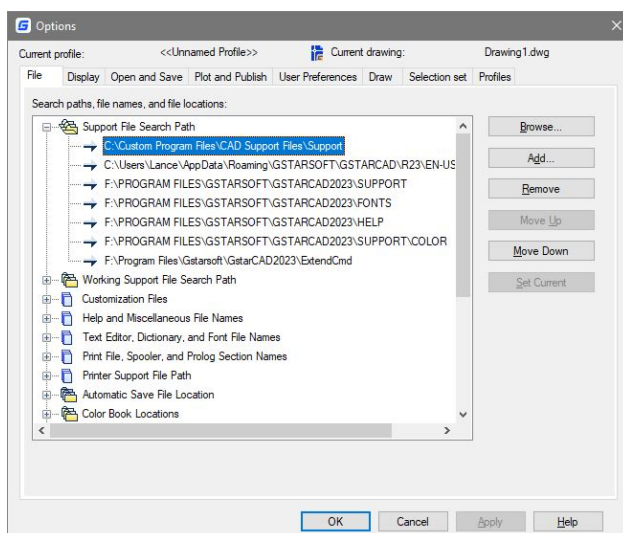 Options
Current profile: <<Unnamed Profile>> Current drawing: Drawing1.dwg
File Display Open and Save Plot and Publish User Preferences Draw Selection set Profiles
Search paths, file names, and file locations:
Support File Search Path
C:\Custom Program Files\CAD Support Files\Support
C:\Users\Lance\AppData\Roaming\GSTARSOFT\GSTARCAD\R23\EN-US
F:\PROGRAM FILES\GSTARSOFT\GSTARCAD2023\SUPPORT
F:\PROGRAM FILES\GSTARSOFT\GSTARCAD2023\FONTS
F:\PROGRAM FILES\GSTARSOFT\GSTARCAD2023\HELP
F:\PROGRAM FILES\GSTARSOFT\GSTARCAD2023\SUPPORT\COLOR
F:\Program Files\Gstarsoft\GstarCAD2023\ExtendCmd
Working Support File Search Path
Customization Files
Help and Miscellaneous File Names
Text Editor, Dictionary, and Font File Names
Print File, Spooler, and Prolog Section Names
Printer Support File Path
Automatic Save File Location
Color Book Locations
Browse...
Add...
Remove
Move Up
Move Down
Set Current
OK Cancel Apply Help